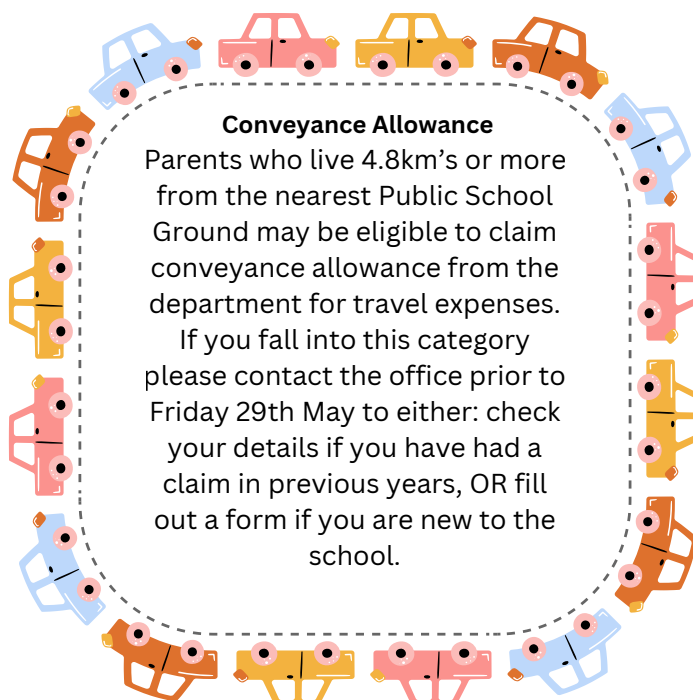 Conveyance Allowance
Parents who live 4.8km’s or more
from the nearest Public School
Ground may be eligible to claim
conveyance allowance from the
department for travel expenses.
If you fall into this category
please contact the office prior to
Friday 29th May to either: check
your details if you have had a
claim in previous years, OR fill
out a form if you are new to the
school.